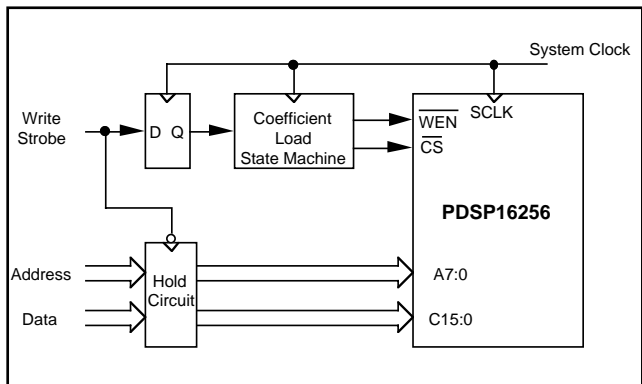 System Clock
Write
Strobe
D Q
Coefficient
Load
State Machine
WEN
SCLK
CS
PDSP16256
Address
Hold
Circuit
A7:0
Data
C15:0